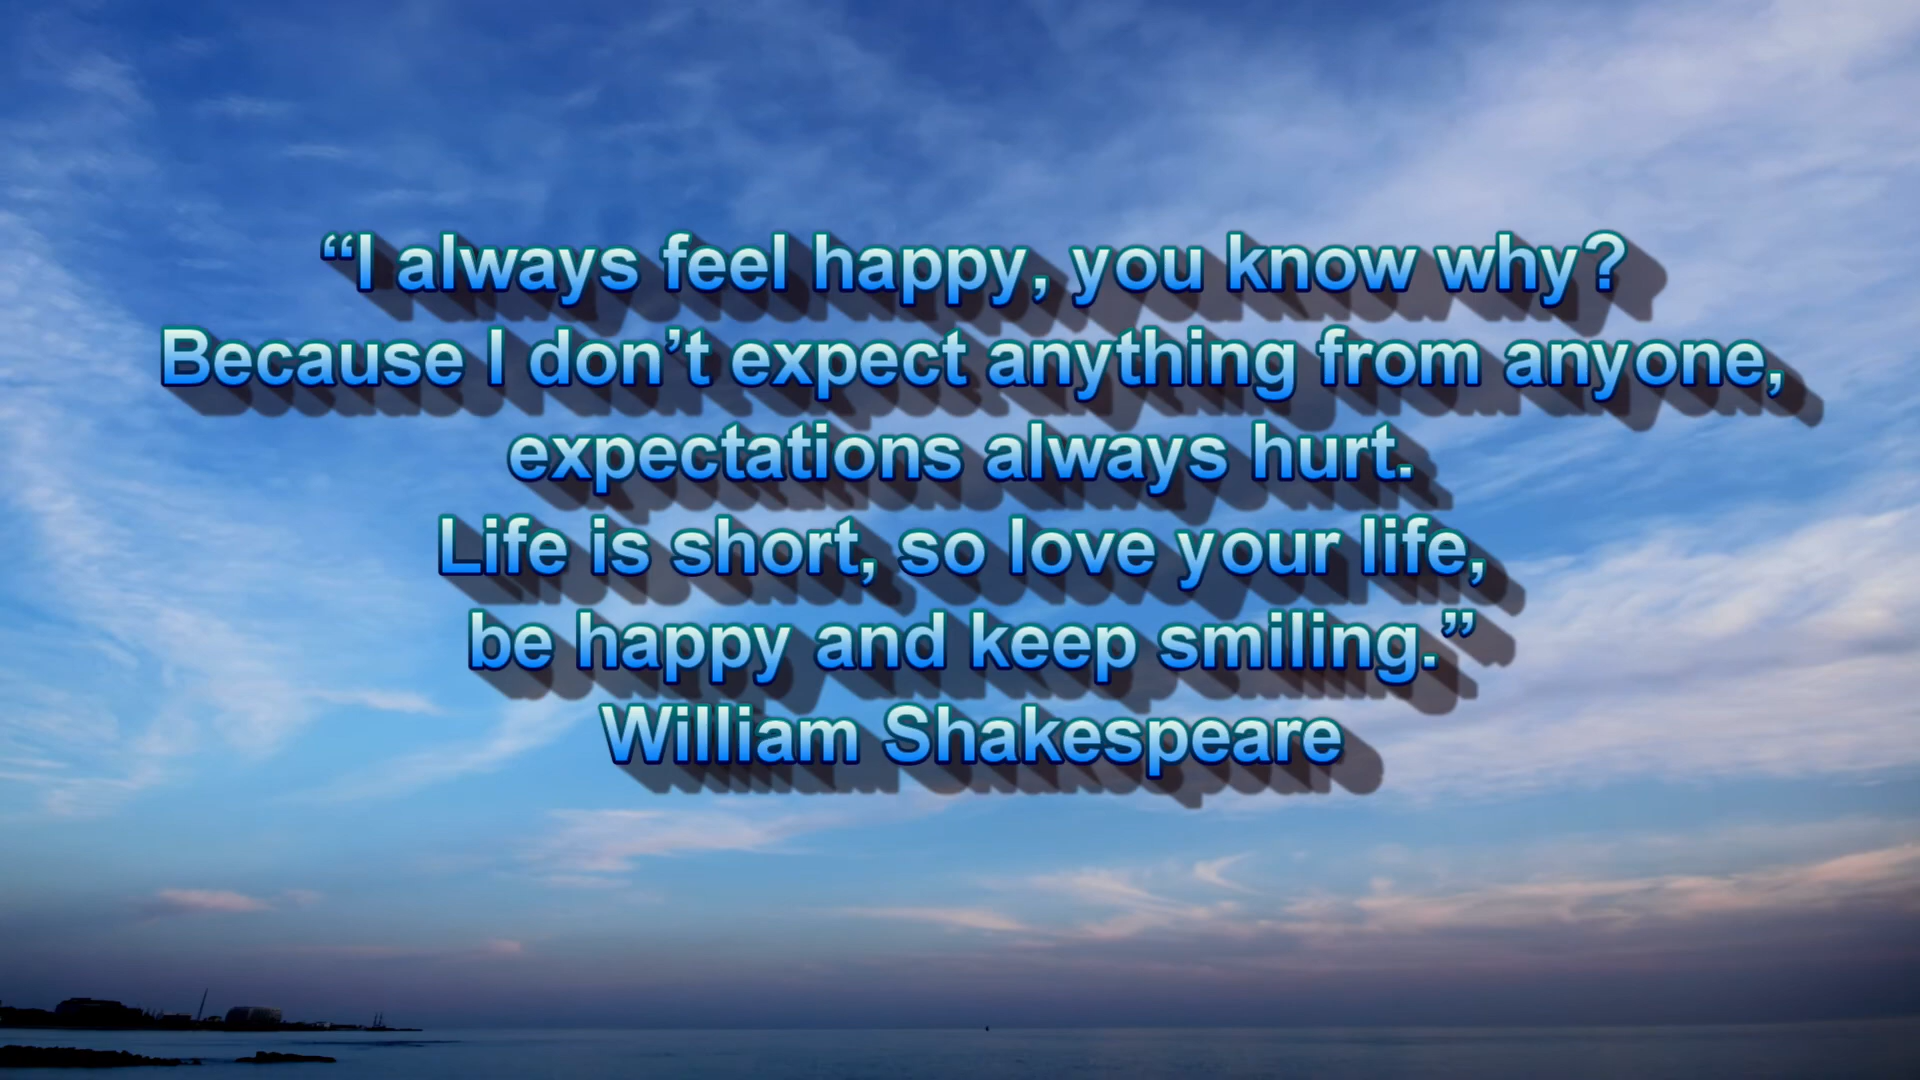 “I always feel happy, you know why?
Because I don’t expect anything from anyone,
expectations always hurt.
Life is short, so love your life,
be happy and keep smiling.”
William Shakespeare